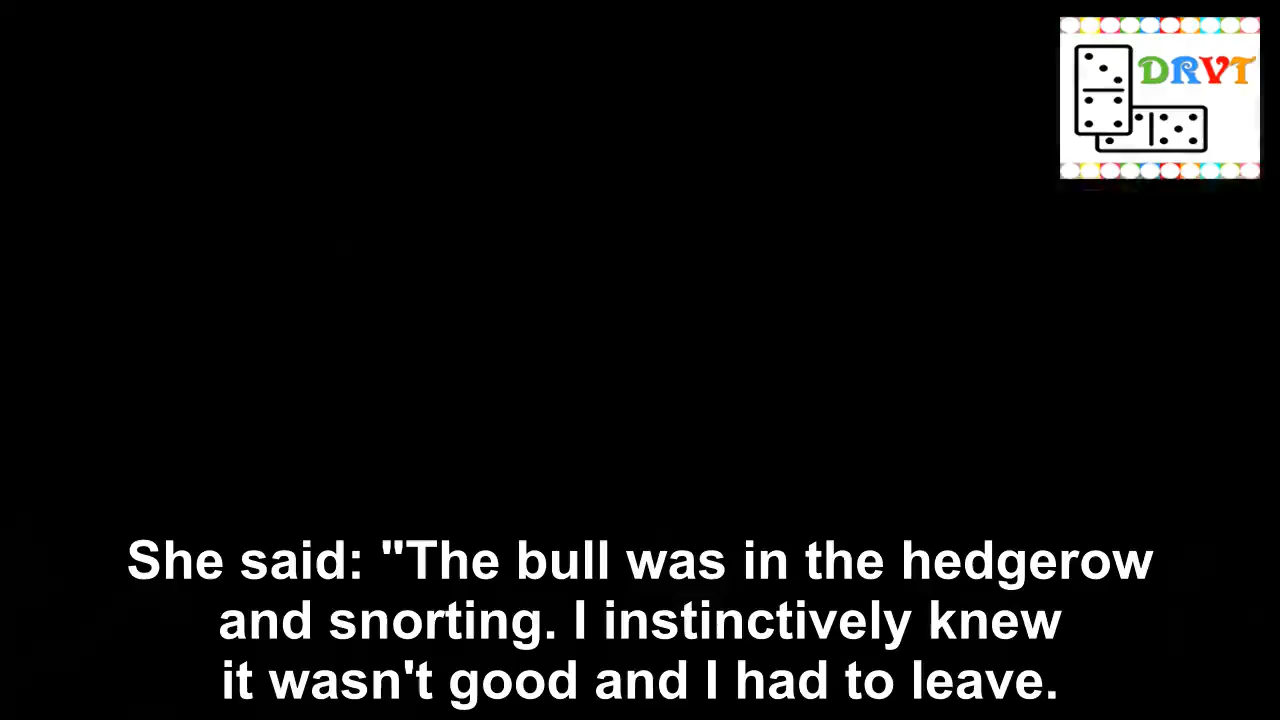 DRVT
She said: "The bull was in the hedgerow
and snorting. I instinctively knew
it wasn't good and I had to leave.